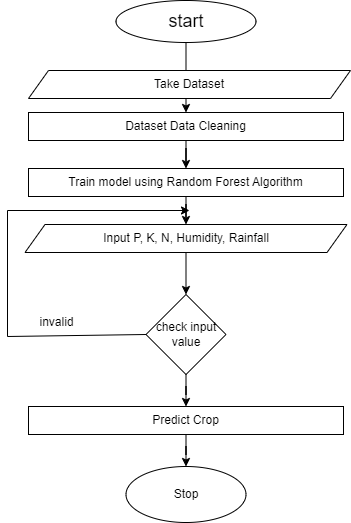 start
Take Dataset
Dataset Data Cleaning
Train model using Random Forest Algorithm
Input P, K, N, Humidity, Rainfall
invalid
check input
value
Predict Crop
Stop